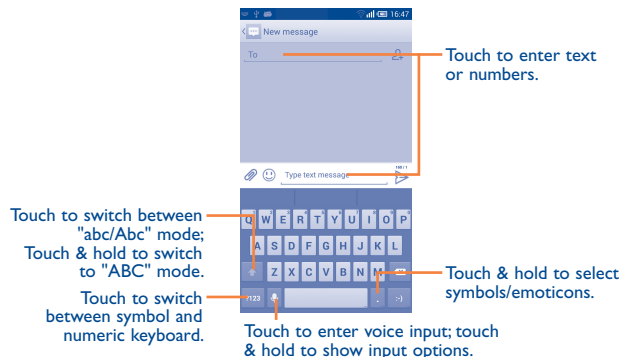 16:47
New message
To
Touch to enter text
or numbers.
160 / 1
Type text message
Touch to switch between
"abc/Abc" mode;
Touch & hold to switch
to "ABC" mode.
Q W E R T Y U I O P
A S D F G H J K L
Z X C V B N M
Touch & hold to select
symbols/emoticons.
Touch to switch
between symbol and
numeric keyboard.
?123 . :-)
Touch to enter voice input; touch
& hold to show input options.